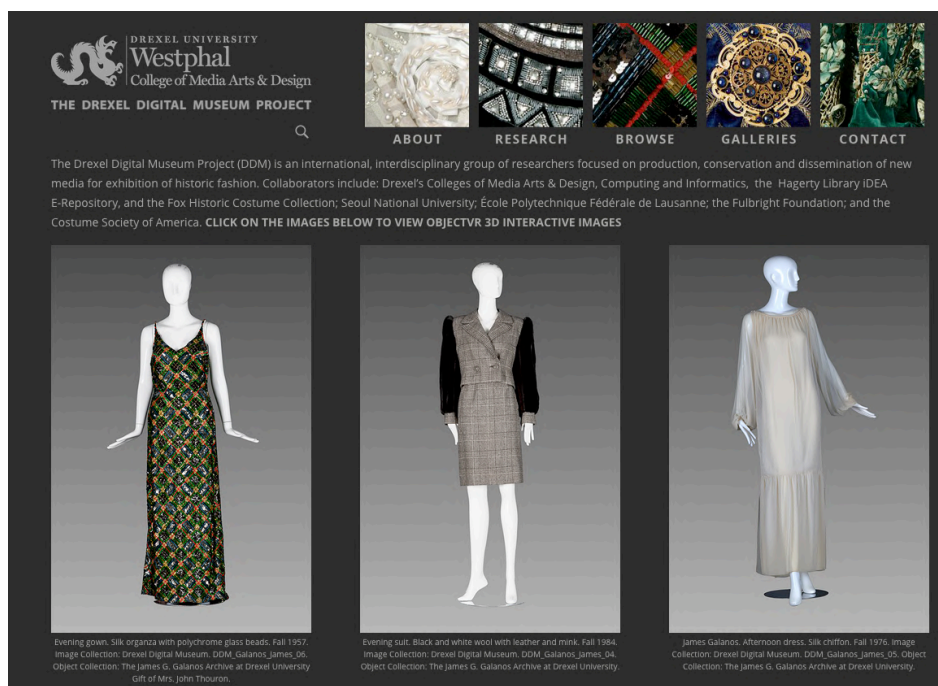 DREXEL UNIVERSITY
Westphal
College of Media Arts & Design
THE DREXEL DIGITAL MUSEUM PROJECT
ABOUT
RESEARCH
BROWSE
GALLERIES
CONTACT
The Drexel Digital Museum Project (DDM) is an international, interdisciplinary group of researchers focused on production, conservation and dissemination of new
media for exhibition of historic fashion. Collaborators include: Drexel's Colleges of Media Arts & Design, Computing and Informatics, the Hagerty Library iDEA
E-Repository, and the Fox Historic Costume Collection; Seoul National University; École Polytechnique Fédérale de Lausanne; the Fulbright Foundation; and the
Costume Society of America. CLICK ON THE IMAGES BELOW TO VIEW OBJECTVR 3D INTERACTIVE IMAGES
Evening gown. Silk organza with polychrome glass beads. Fall 1957.
Image Collection: Drexel Digital Museum. DDM_Galanos_James_06.
Object Collection: The James G. Galanos Archive at Drexel University
Gift of Mrs. John Thouron.
Evening suit. Black and white wool with leather and mink. Fall 1984.
Image Collection: Drexel Digital Museum. DDM_Galanos_James_04.
Object Collection: The James G. Galanos Archive at Drexel University.
James Galanos. Afternoon dress. Silk chiffon. Fall 1976. Image
Collection: Drexel Digital Museum. DDM_Galanos_James_05. Object
Collection: The James G. Galanos Archive at Drexel University.